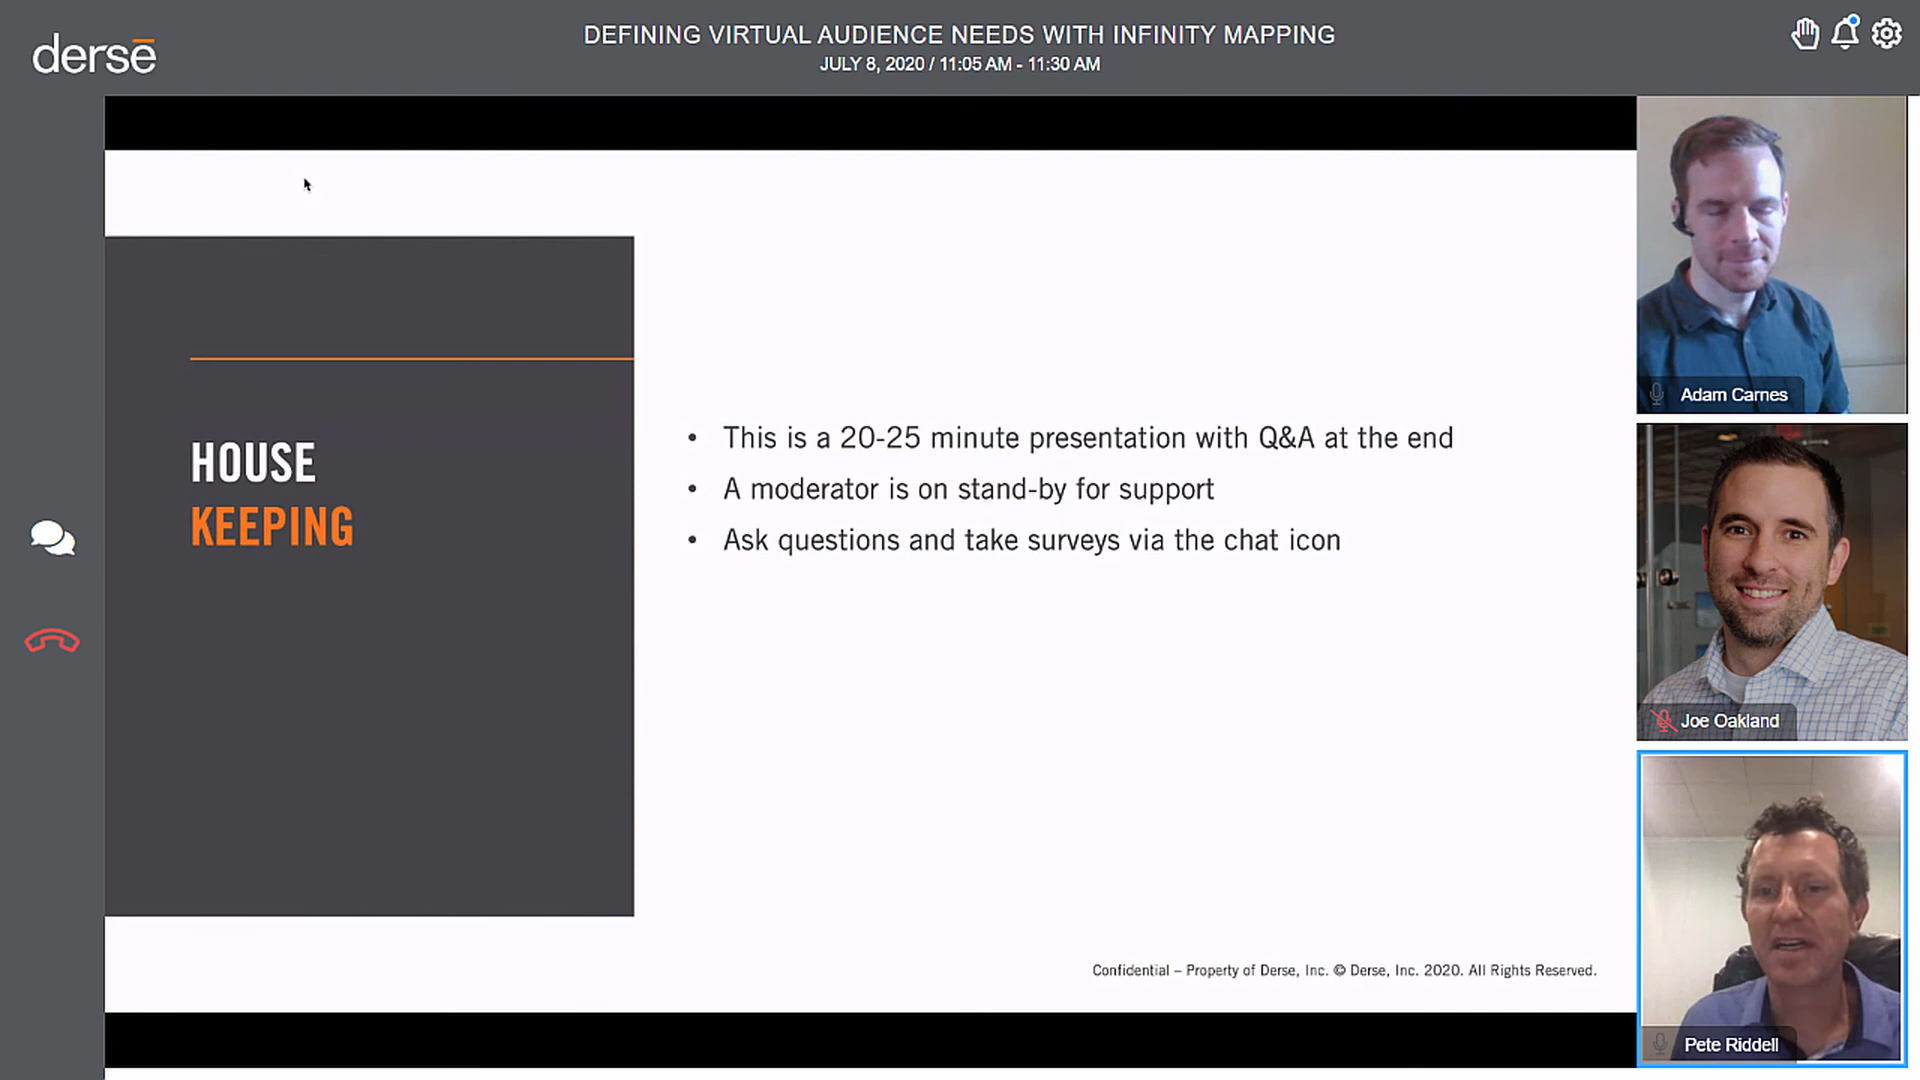 dersē
DEFINING VIRTUAL AUDIENCE NEEDS WITH INFINITY MAPPING
JULY 8, 2020 / 11:05 AM - 11:30 AM
HOUSE
KEEPING
• This is a 20-25 minute presentation with Q&A at the end
• A moderator is on stand-by for support
• Ask questions and take surveys via the chat icon
Confidential – Property of Derse, Inc. © Derse, Inc. 2020. All Rights Reserved.
Adam Carnes
Joe Oakland
Pete Riddell